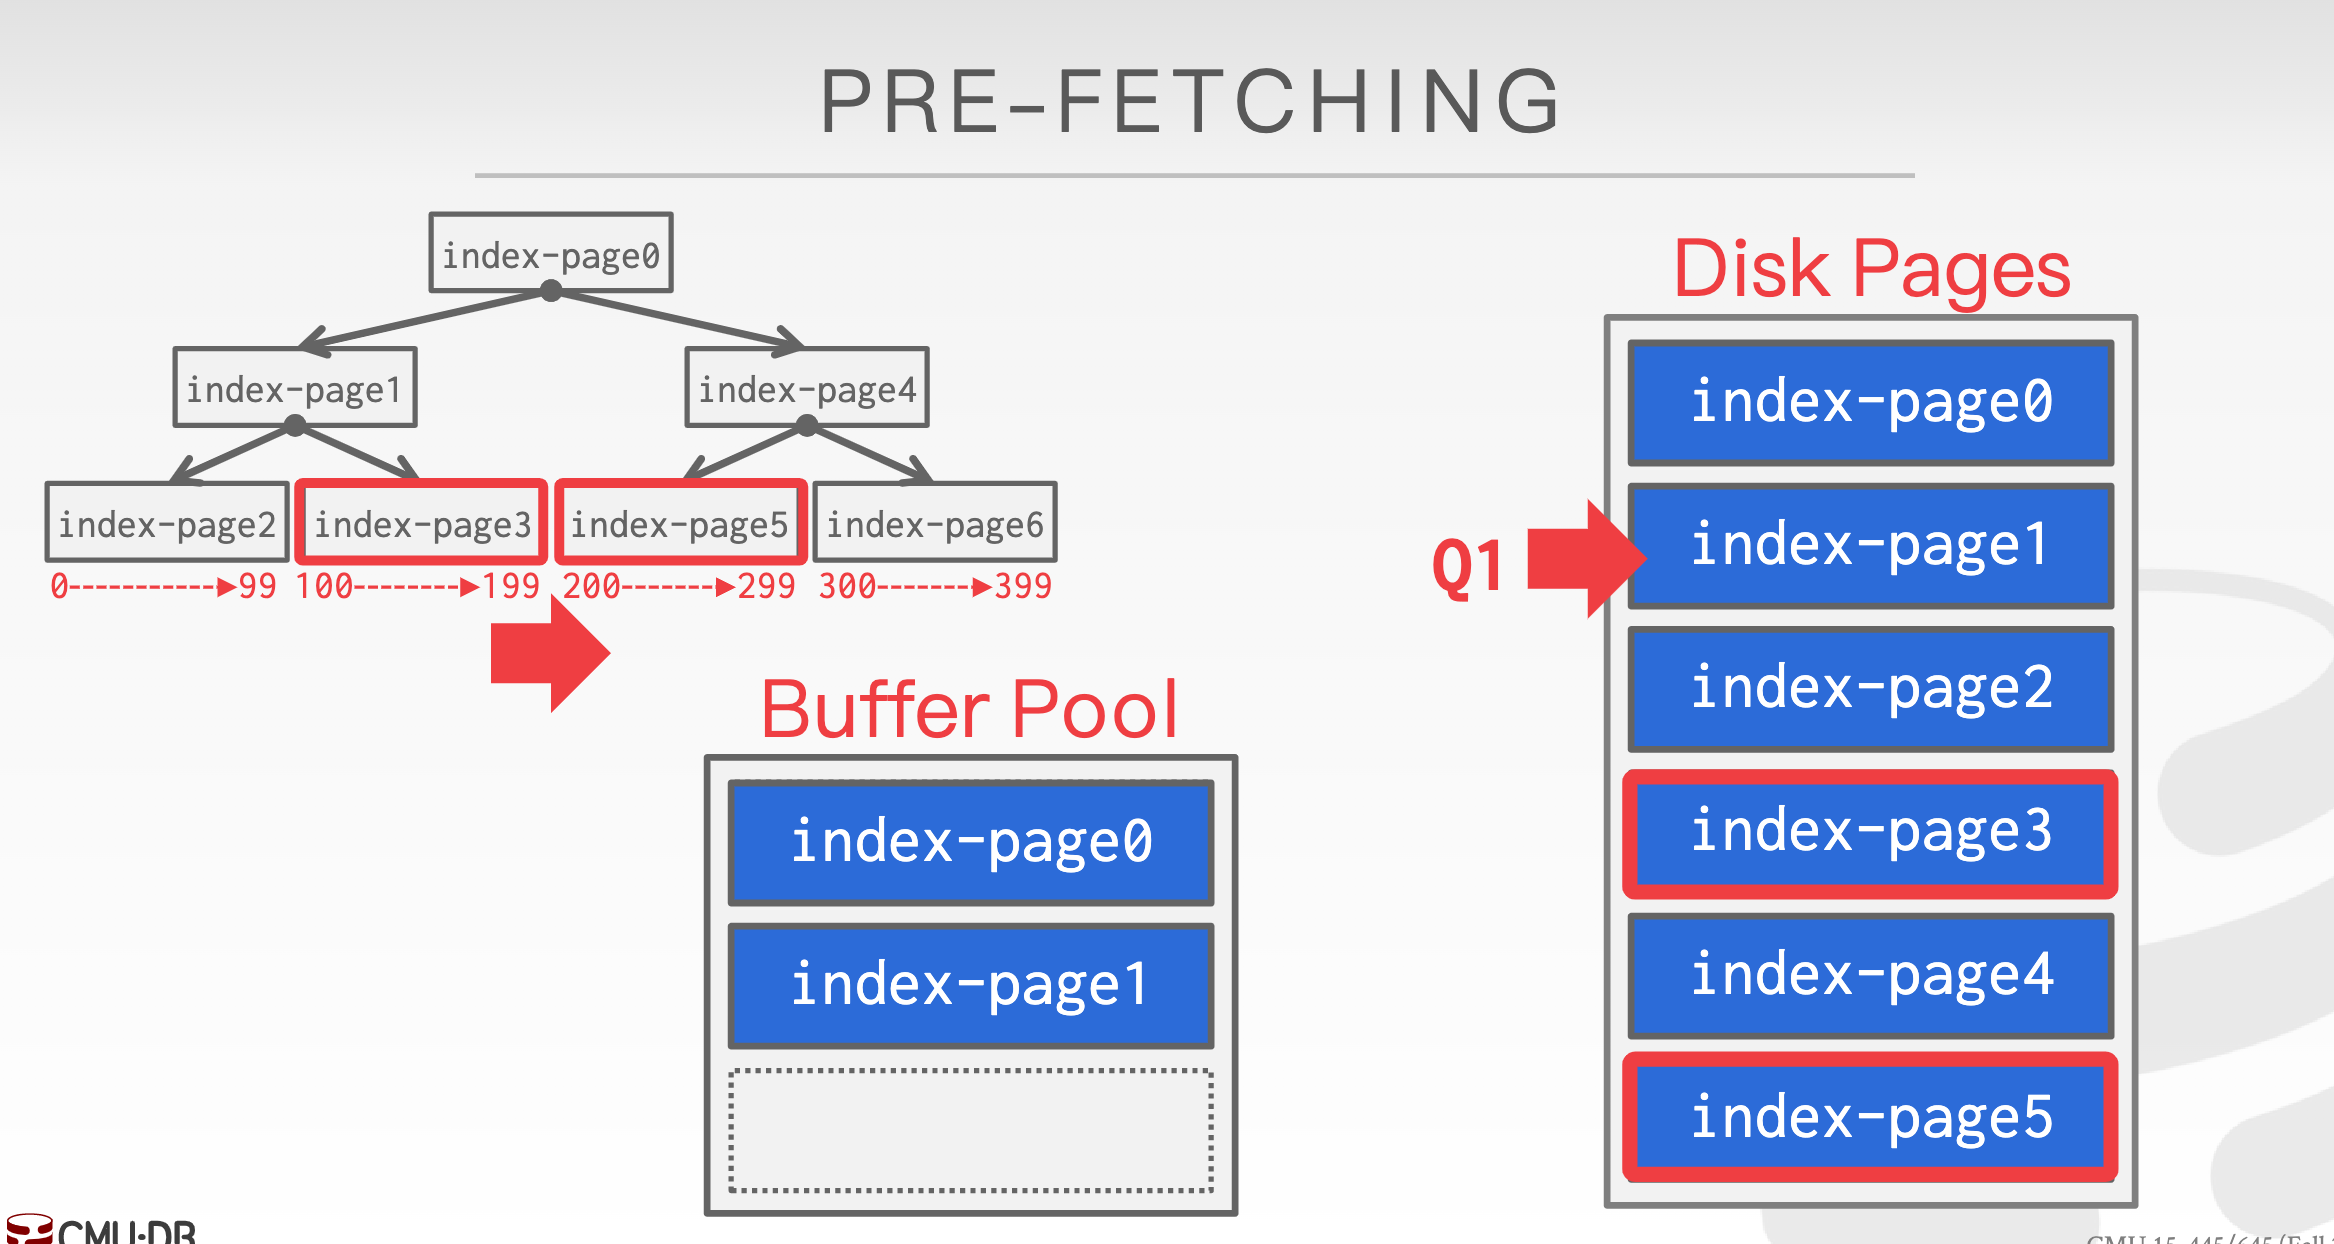 PRE-FETCHING
index-page0
index-page1
index-page4
index-page2
index-page3
index-page5
index-page6
0 99 100 199 200 299 300 399
Disk Pages
index-page0
Q1
index-page1
index-page2
index-page3
index-page4
index-page5
Buffer Pool
index-page0
index-page1
CMU·DB
CMU 15-445/645 (Fall